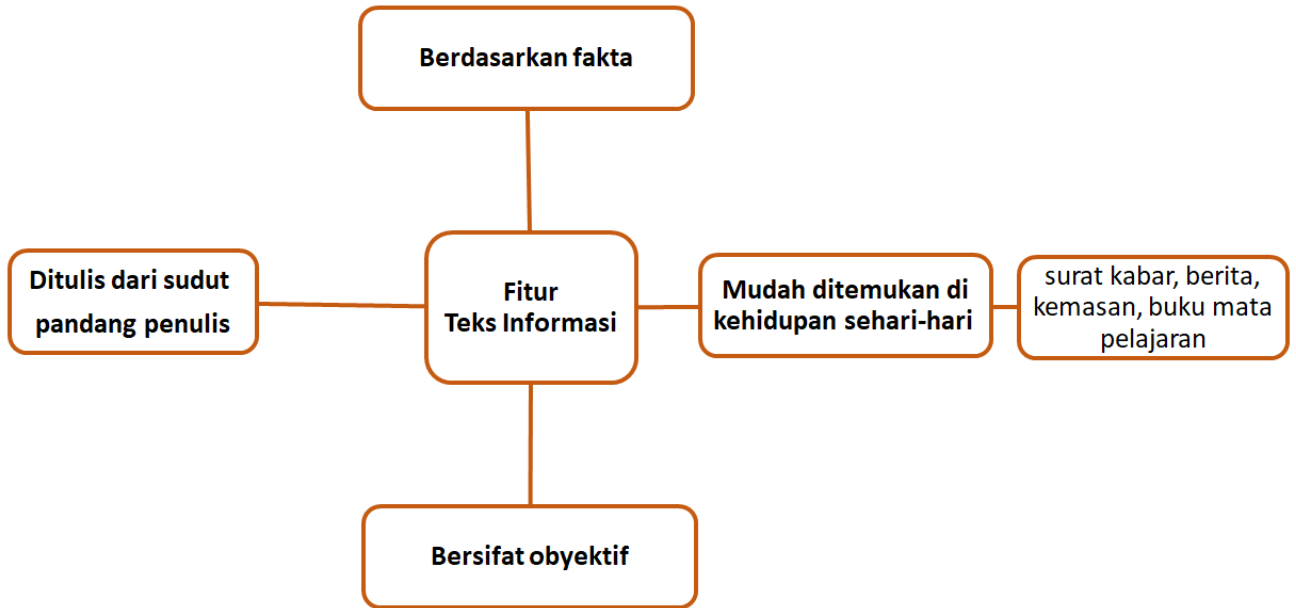 Berdasarkan fakta
Ditulis dari sudut
pandang penulis
Fitur
Teks Informasi
Mudah ditemukan di
kehidupan sehari-hari
surat kabar, berita,
kemasan, buku mata
pelajaran
Bersifat obyektif